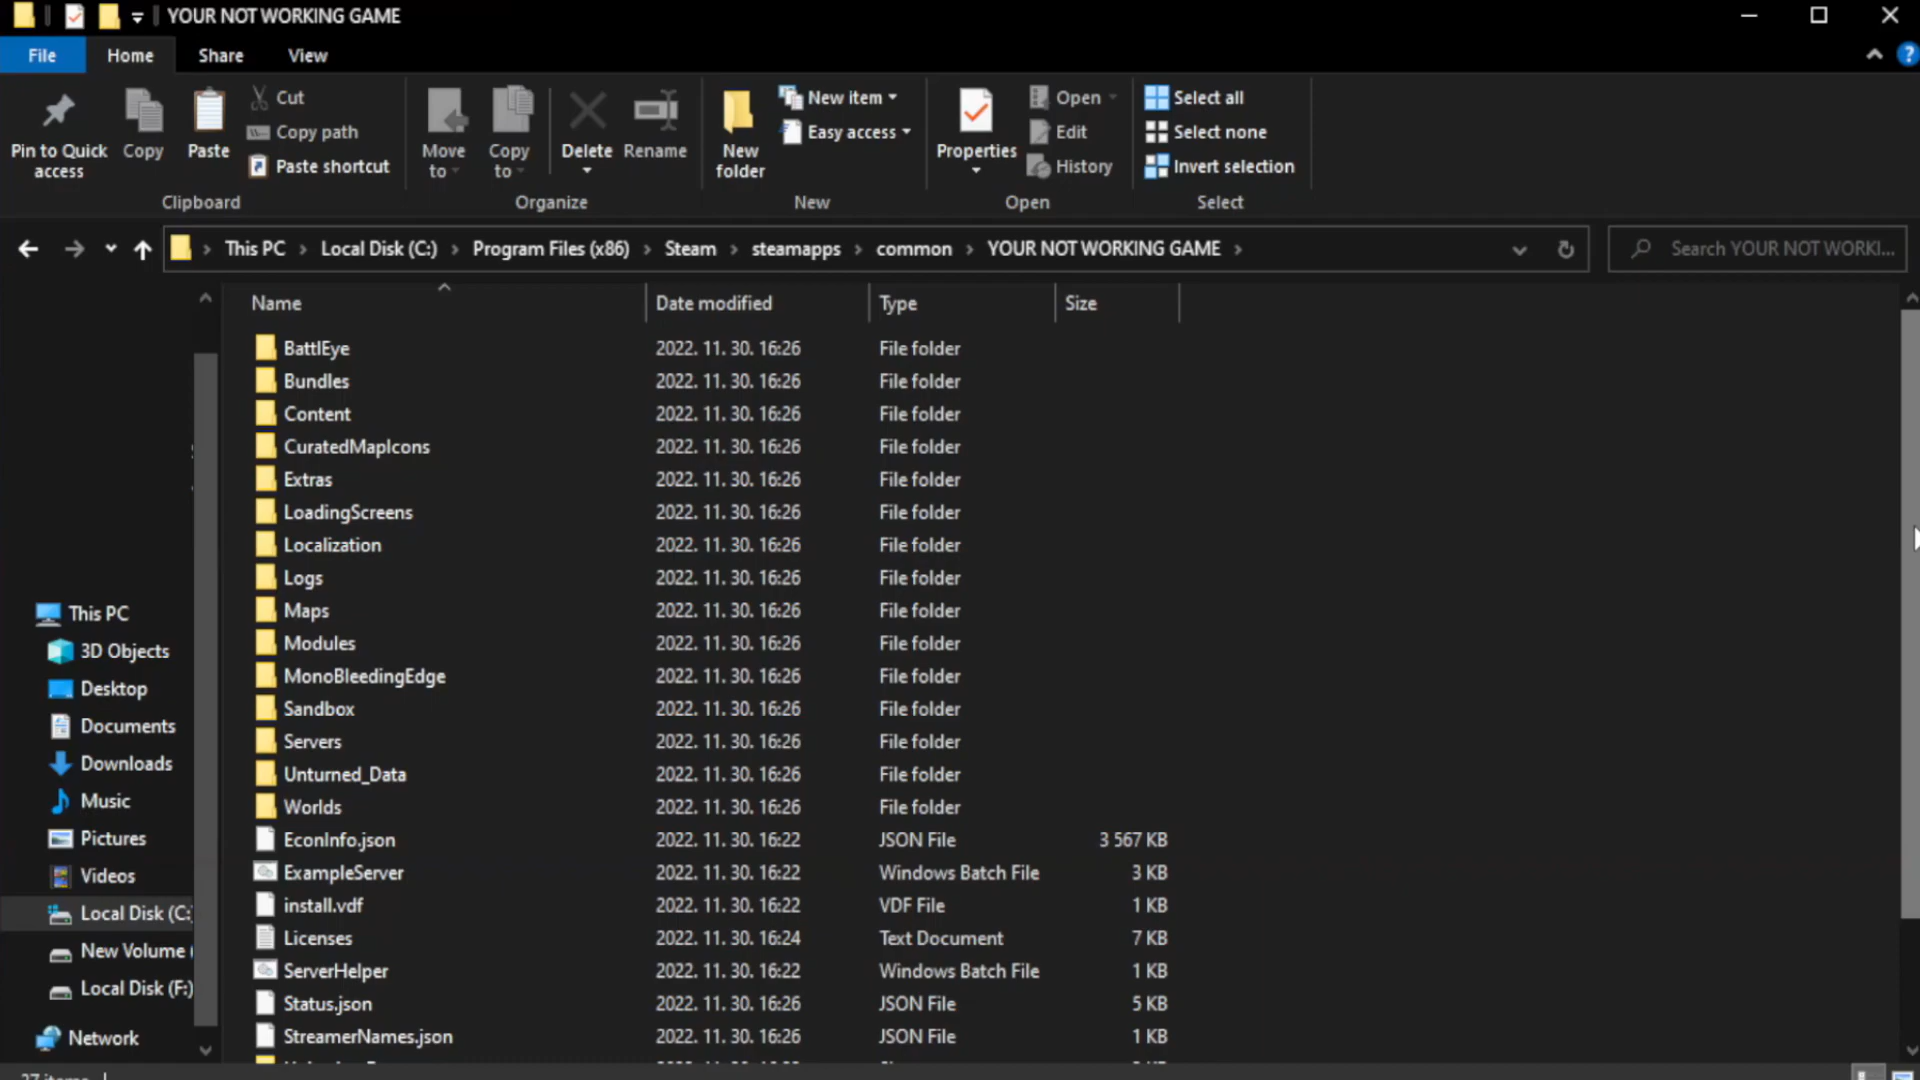 YOUR NOT WORKING GAME
File Home Share View
Pin to Quick access
Copy
Paste
Cut
Copy path
Paste shortcut
Clipboard
Move to
Copy to
Delete
Rename
Organize
New folder
New item
Easy access
New
Properties
Open
Edit
History
Open
Select all
Select none
Invert selection
Select
This PC > Local Disk (C:) > Program Files (x86) > Steam > steamapps > common > YOUR NOT WORKING GAME >
Search YOUR NOT WORKI...
Name Date modified Type Size
BattlEye 2022. 11. 30. 16:26 File folder
Bundles 2022. 11. 30. 16:26 File folder
Content 2022. 11. 30. 16:26 File folder
CuratedMapIcons 2022. 11. 30. 16:26 File folder
Extras 2022. 11. 30. 16:26 File folder
LoadingScreens 2022. 11. 30. 16:26 File folder
Localization 2022. 11. 30. 16:26 File folder
Logs 2022. 11. 30. 16:26 File folder
Maps 2022. 11. 30. 16:26 File folder
Modules 2022. 11. 30. 16:26 File folder
MonoBleedingEdge 2022. 11. 30. 16:26 File folder
Sandbox 2022. 11. 30. 16:26 File folder
Servers 2022. 11. 30. 16:26 File folder
Unturned_Data 2022. 11. 30. 16:26 File folder
Worlds 2022. 11. 30. 16:26 File folder
EconInfo.json 2022. 11. 30. 16:22 JSON File 3 567 KB
ExampleServer 2022. 11. 30. 16:22 Windows Batch File 3 KB
install.vdf 2022. 11. 30. 16:22 VDF File 1 KB
Licenses 2022. 11. 30. 16:24 Text Document 7 KB
ServerHelper 2022. 11. 30. 16:22 Windows Batch File 1 KB
Status.json 2022. 11. 30. 16:26 JSON File 5 KB
StreamerNames.json 2022. 11. 30. 16:26 JSON File 1 KB
This PC
3D Objects
Desktop
Documents
Downloads
Music
Pictures
Videos
Local Disk (C:
New Volume (
Local Disk (F:)
Network